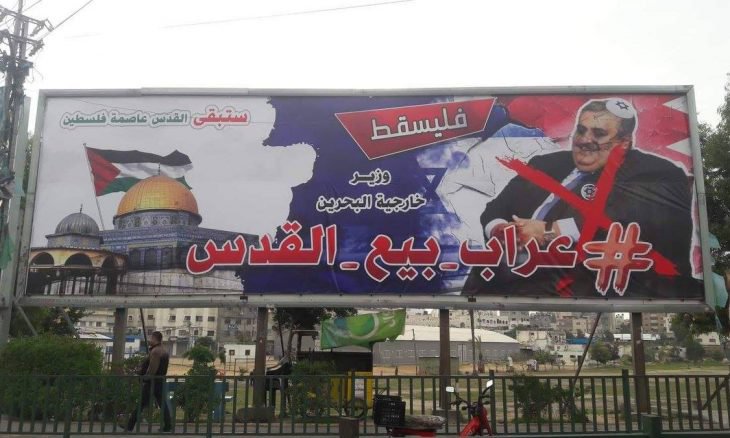 فليسقط
ستبقى القدس عاصمة فلسطين
وزير
خارجية البحرين
#عراب_بيع_القدس